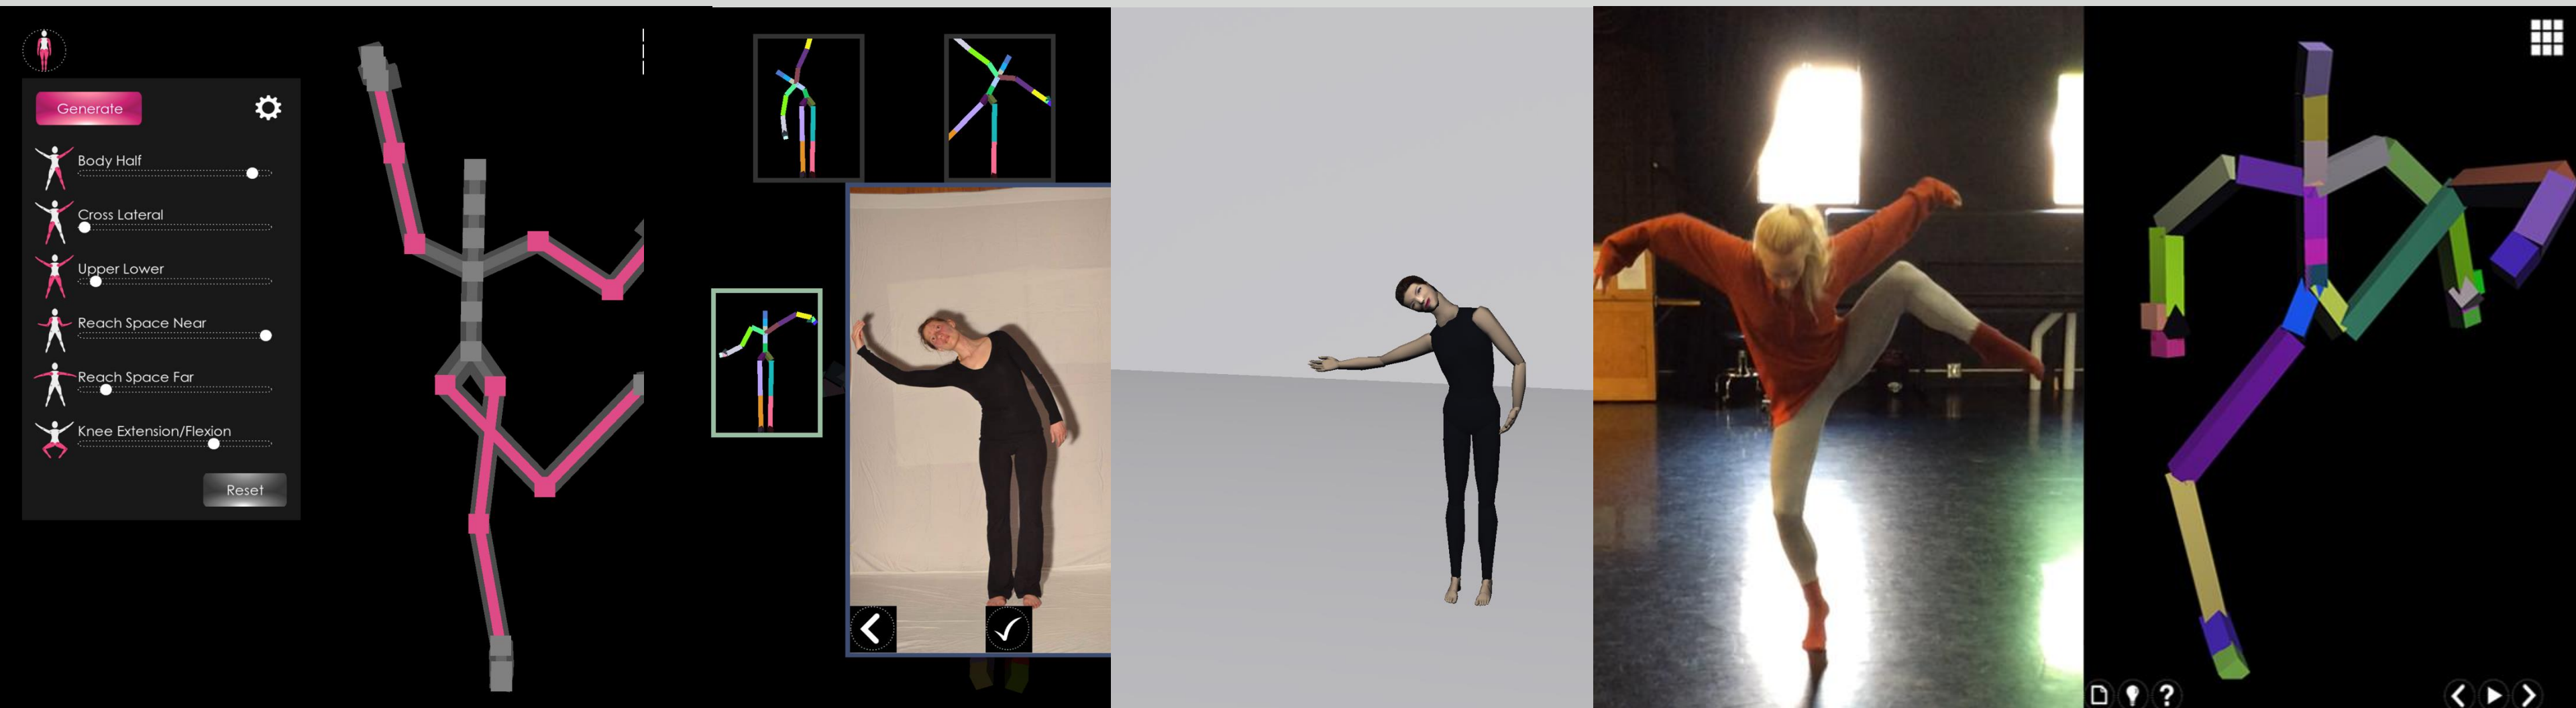 Generate
Body Half
Cross Lateral
Upper Lower
Reach Space Near
Reach Space Far
Knee Extension/Flexion
Reset
?